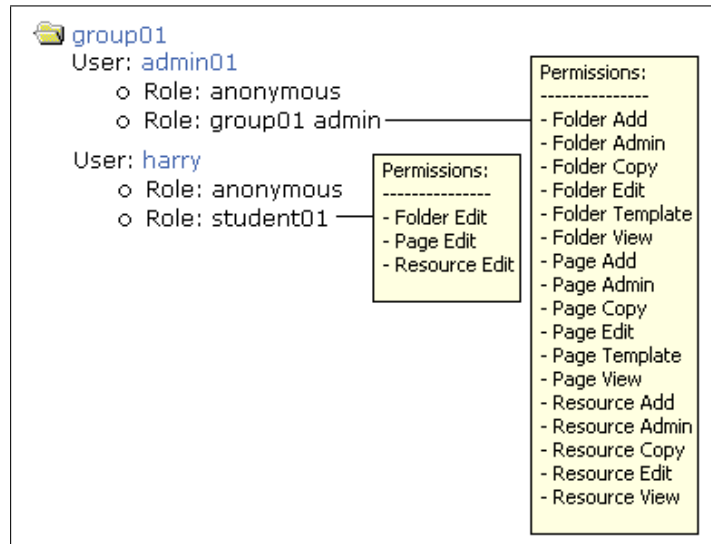 group01
User: admin01
o Role: anonymous
o Role: group01 admin
User: harry
o Role: anonymous
o Role: student01
Permissions:
---------------
- Folder Edit
- Page Edit
- Resource Edit
Permissions:
---------------
- Folder Add
- Folder Admin
- Folder Copy
- Folder Edit
- Folder Template
- Folder View
- Page Add
- Page Admin
- Page Copy
- Page Edit
- Page Template
- Page View
- Resource Add
- Resource Admin
- Resource Copy
- Resource Edit
- Resource View